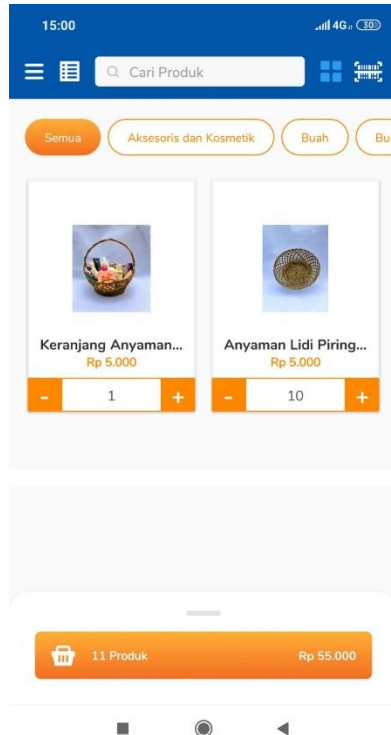 15:00
4G 30
Cari Produk
Semua
Aksesoris dan Kosmetik
Buah
Bu
Keranjang Anyaman...
Rp 5.000
- 1 +
Anyaman Lidi Piring...
Rp 5.000
- 10 +
11 Produk
Rp 55.000